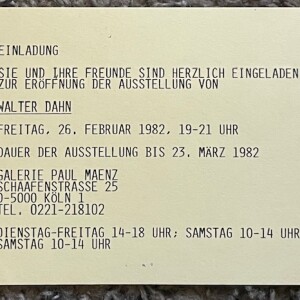 EINLADUNG
SIE UND IHRE FREUNDE SIND HERZLICH EINGELADEN
ZUR ERÖFFNUNG DER AUSSTELLUNG VON
WALTER DAHN
FREITAG, 26. FEBRUAR 1982, 19-21 UHR
DAUER DER AUSSTELLUNG BIS 23. MÄRZ 1982
GALERIE PAUL MAENZ
SCHAAFENSTRASSE 25
D-5000 KÖLN 1
TEL. 0221-218102
DIENSTAG-FREITAG 14-18 UHR; SAMSTAG 10-14 UHR
SAMSTAG 10-14 UHR